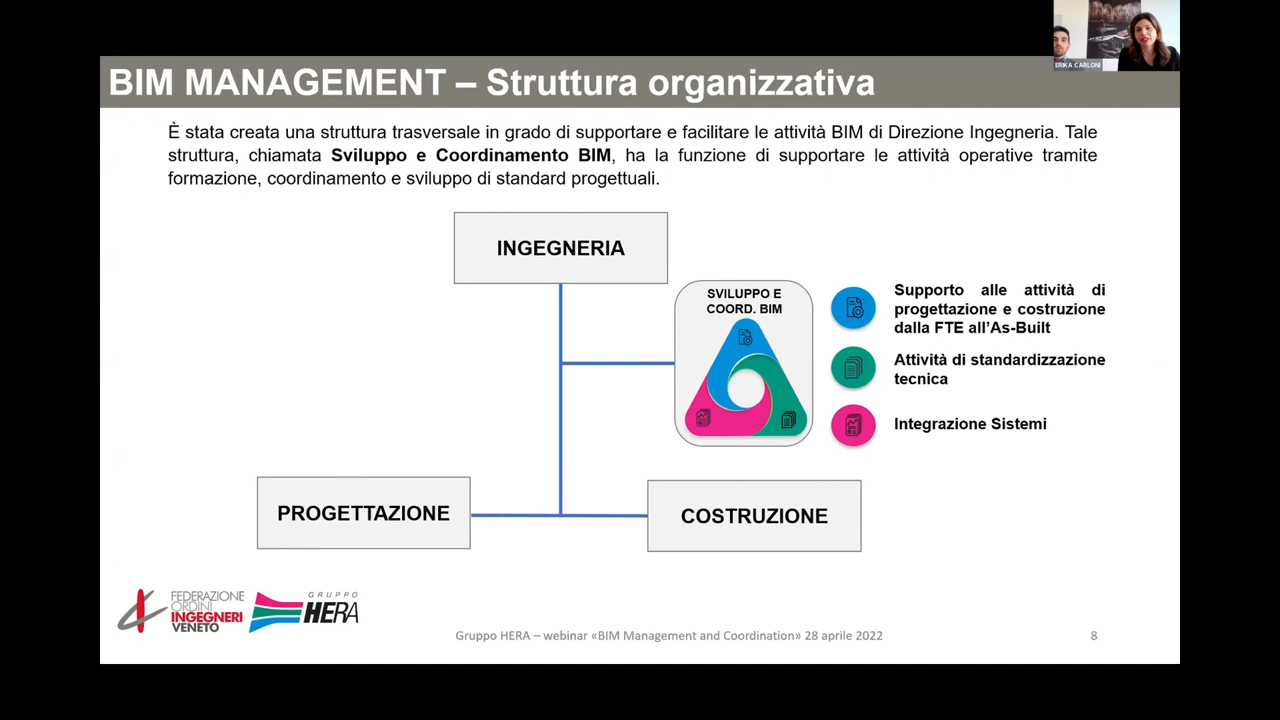 ERIKA CARLONI
BIM MANAGEMENT – Struttura organizzativa
È stata creata una struttura trasversale in grado di supportare e facilitare le attività BIM di Direzione Ingegneria. Tale
struttura, chiamata Sviluppo e Coordinamento BIM, ha la funzione di supportare le attività operative tramite
formazione, coordinamento e sviluppo di standard progettuali.
INGEGNERIA
SVILUPPO E
COORD. BIM
Supporto alle attività di
progettazione e costruzione
dalla FTE all’As-Built
Attività di standardizzazione
tecnica
Integrazione Sistemi
PROGETTAZIONE
COSTRUZIONE
FEDERAZIONE
ORDINI
INGEGNERI
VENETO
GRUPPO
HERA
Gruppo HERA – webinar «BIM Management and Coordination» 28 aprile 2022
8